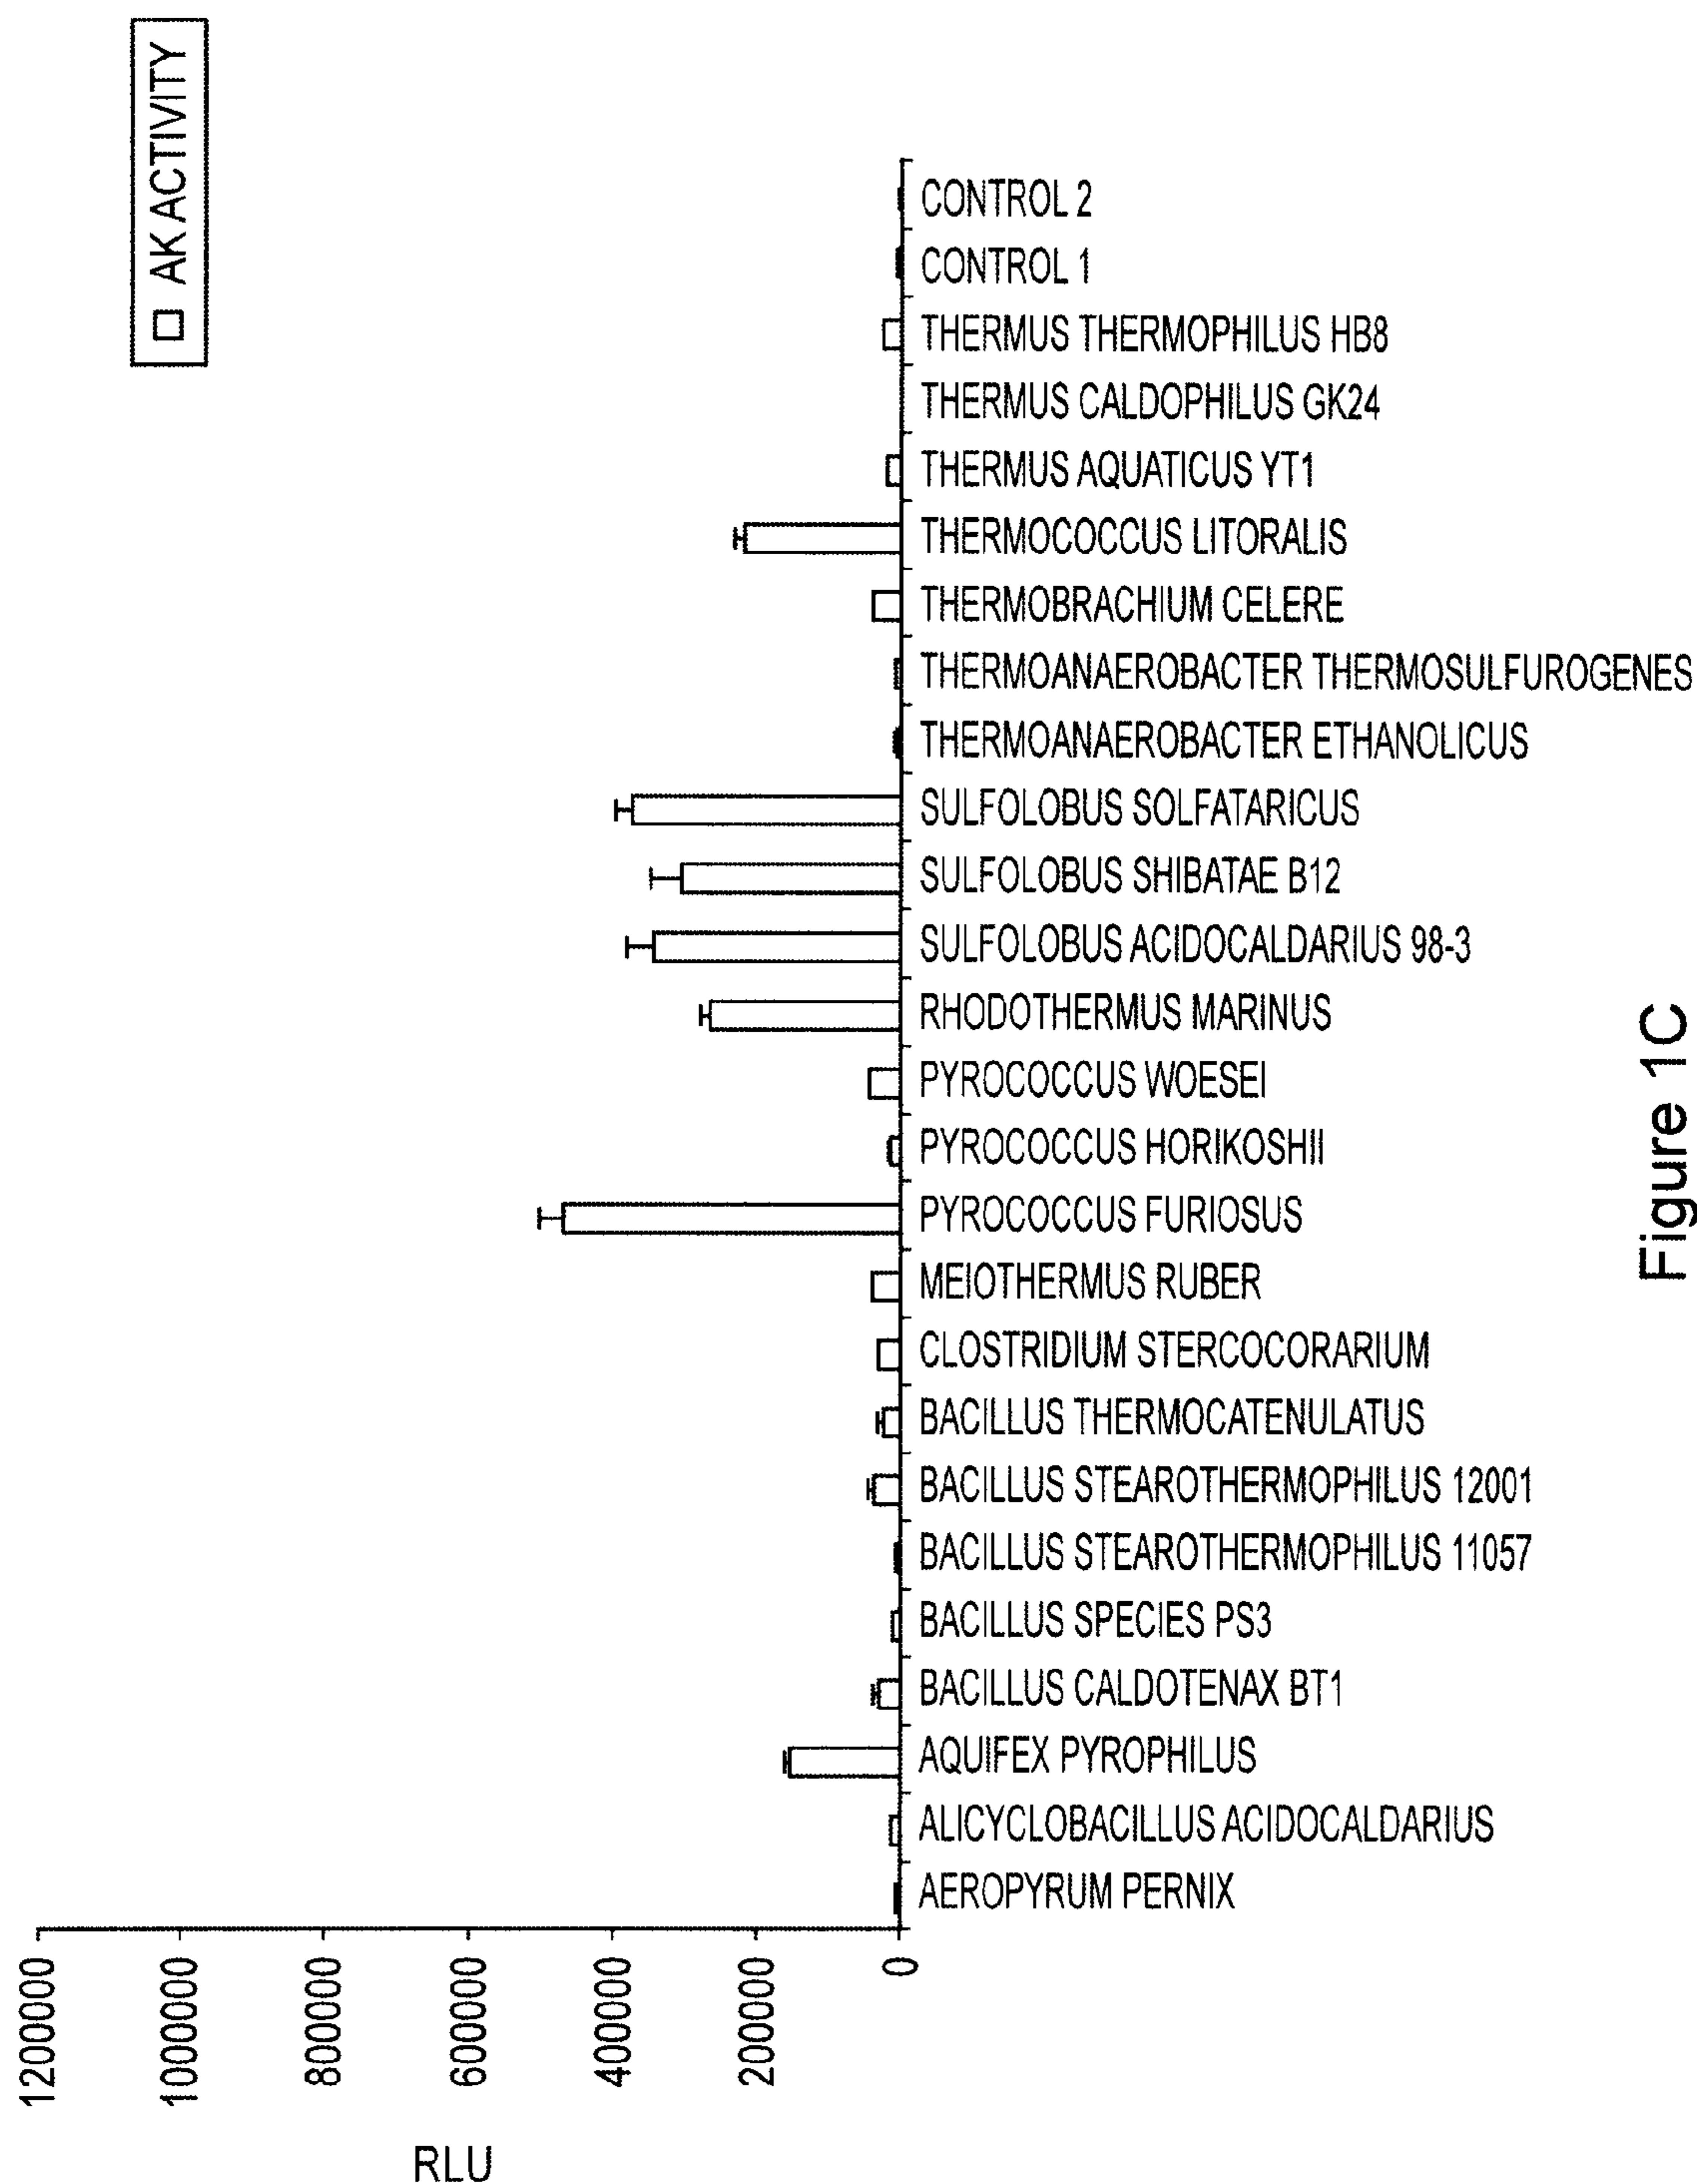 AK ACTIVITY
1200000
1000000
800000
600000
400000
200000
0
RLU
AEROPYRUM PERNIX
ALICYCLOBACILLUS ACIDOCALDARIUS
AQUIFEX PYROPHILUS
BACILLUS CALDOTENAX BT1
BACILLUS SPECIES PS3
BACILLUS STEAROTHERMOPHILUS 11057
BACILLUS STEAROTHERMOPHILUS 12001
BACILLUS THERMOCATENULATUS
CLOSTRIDIUM STERCOCORARIUM
MEIOTHERMUS RUBER
PYROCOCCUS FURIOSUS
PYROCOCCUS HORIKOSHII
PYROCOCCUS WOESEI
RHODOTHERMUS MARINUS
SULFOLOBUS ACIDOCALDARIUS 98-3
SULFOLOBUS SHIBATAE B12
SULFOLOBUS SOLFATARICUS
THERMOANAEROBACTER ETHANOLICUS
THERMOANAEROBACTER THERMOSULFUROGENES
THERMOBRACHIUM CELERE
THERMOCOCCUS LITORALIS
THERMUS AQUATICUS YT1
THERMUS CALDOPHILUS GK24
THERMUS THERMOPHILUS HB8
CONTROL 1
CONTROL 2
Figure 1C